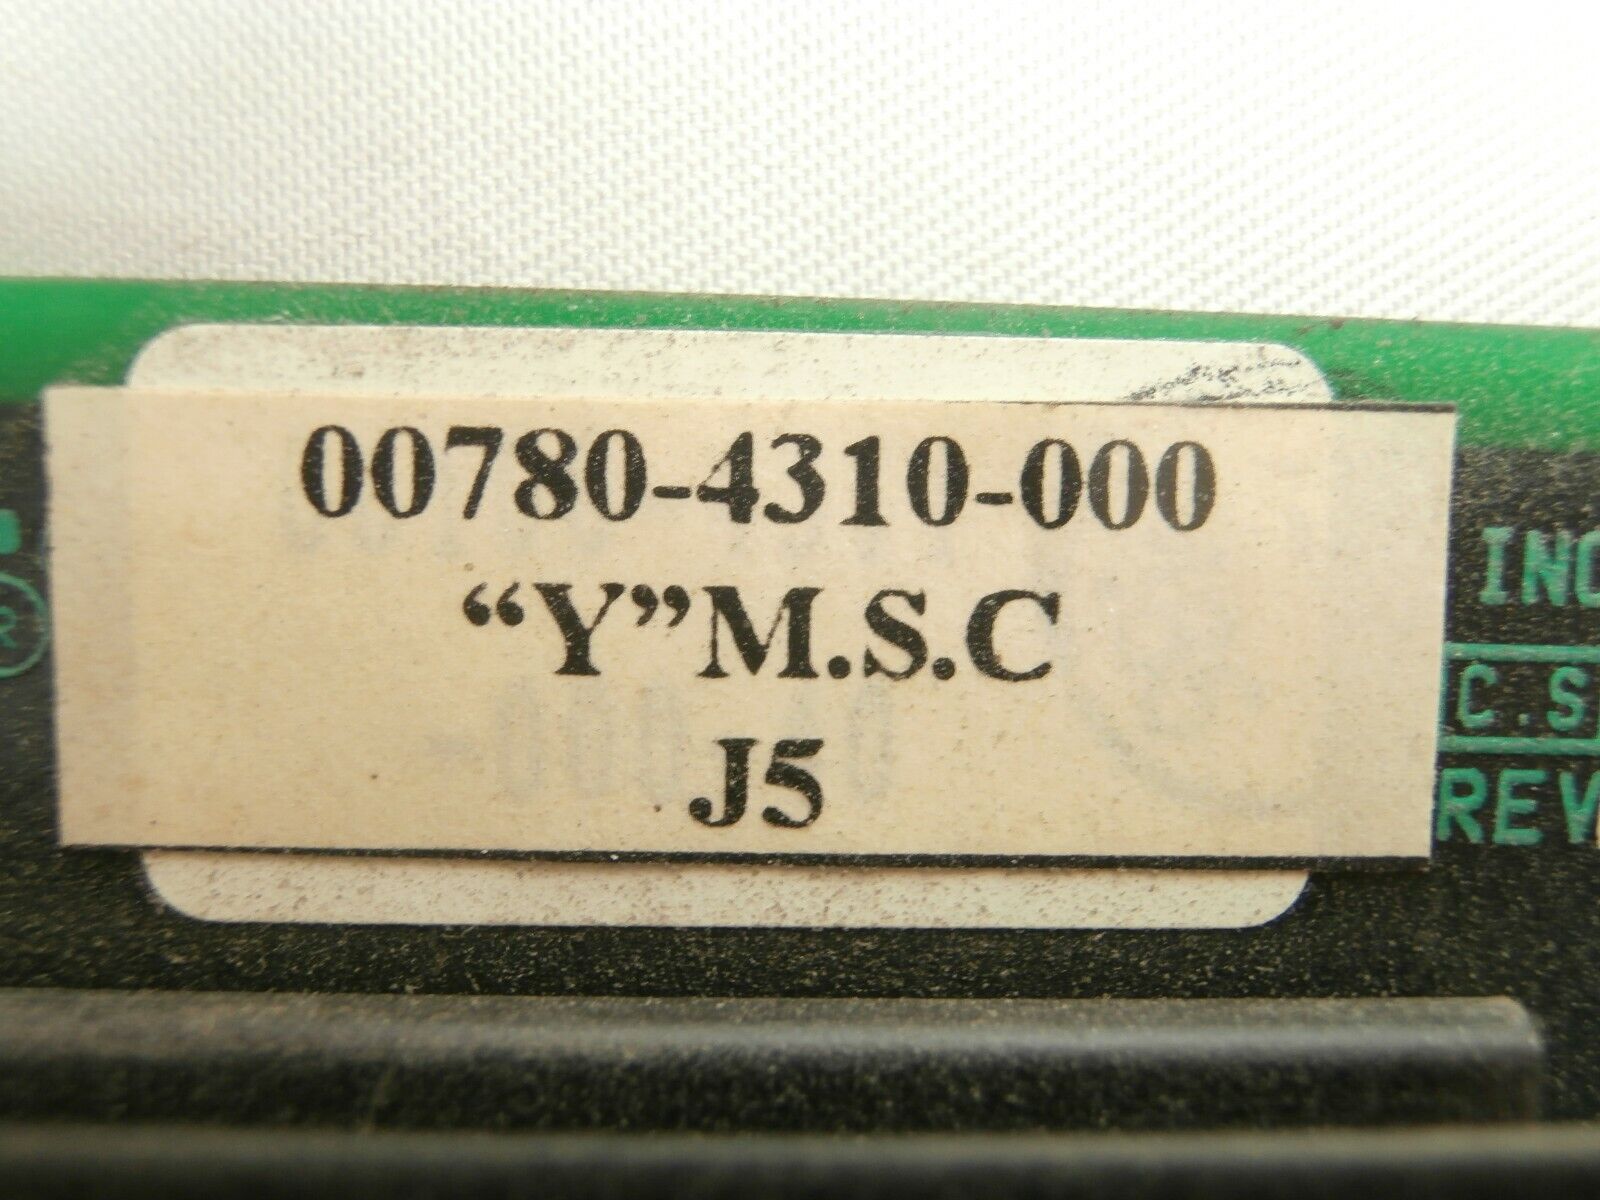 00780-4310-000
“Y”M.S.C
J5
INC
C.S.
REV
®